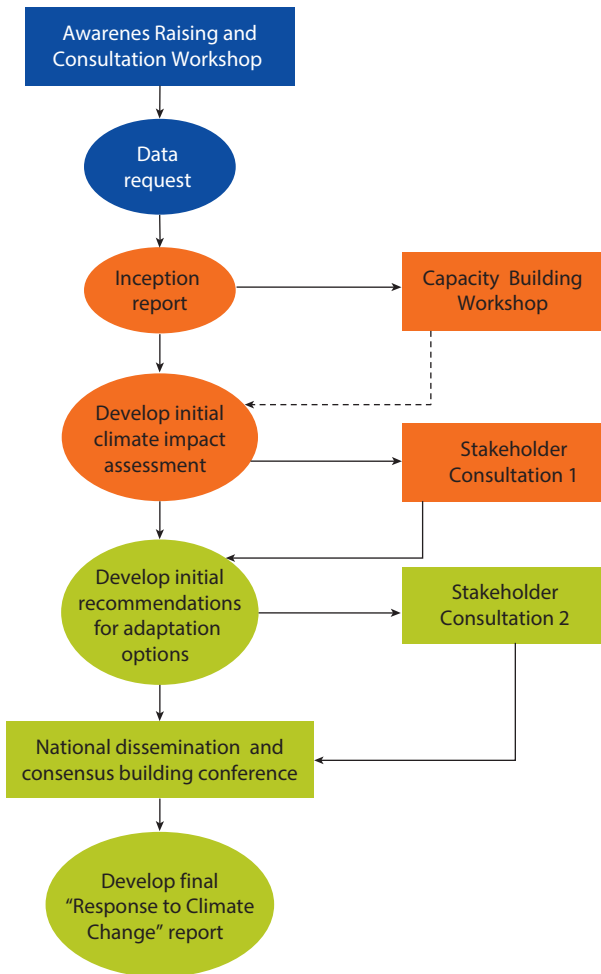 Awarenes Raising and
Consultation Workshop
Data
request
Inception
report
Capacity Building
Workshop
Develop initial
climate impact
assessment
Stakeholder
Consultation 1
Develop initial
recommendations
for adaptation
options
Stakeholder
Consultation 2
National dissemination and
consensus building conference
Develop final
“Response to Climate
Change” report